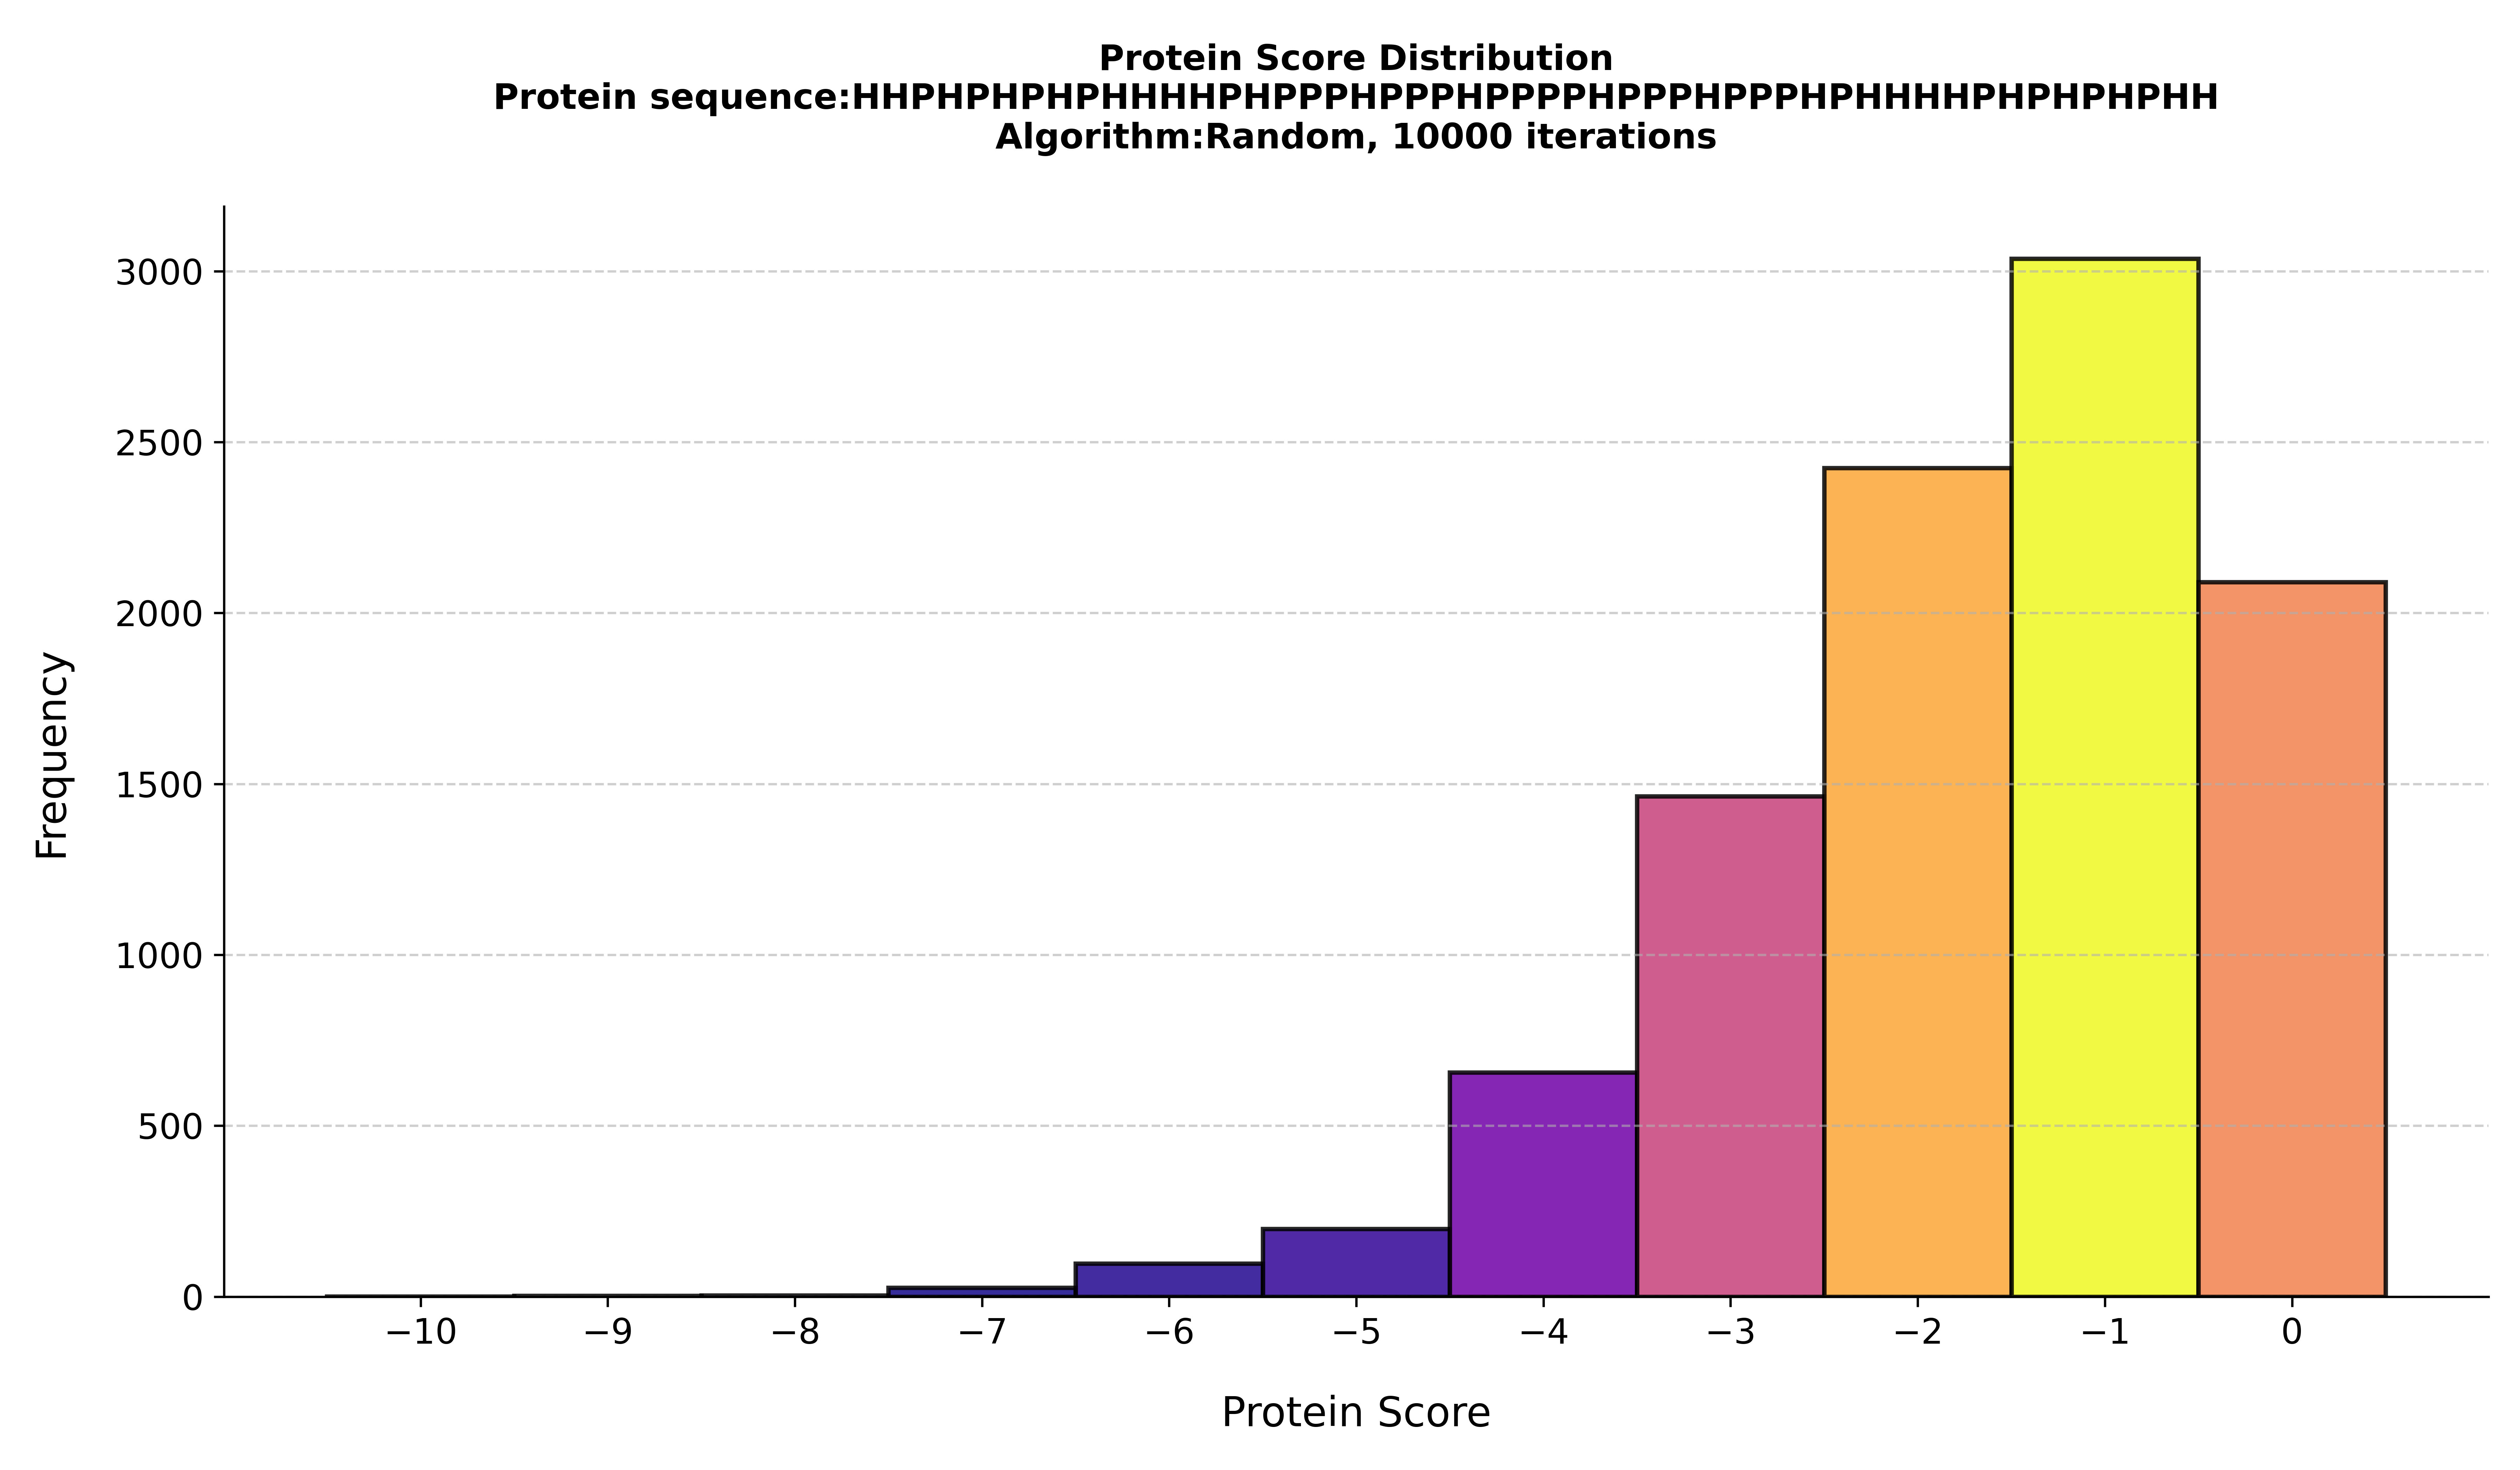 Protein Score Distribution
Protein sequence:HHPHPHPHPHHHHPHPPPHPPPHPPPPHPPPHPPPHPHHHHPHPHPHPHH
Algorithm:Random, 10000 iterations
3000
2500
2000
1500
1000
500
0
Frequency
−10 −9 −8 −7 −6 −5 −4 −3 −2 −1 0
Protein Score